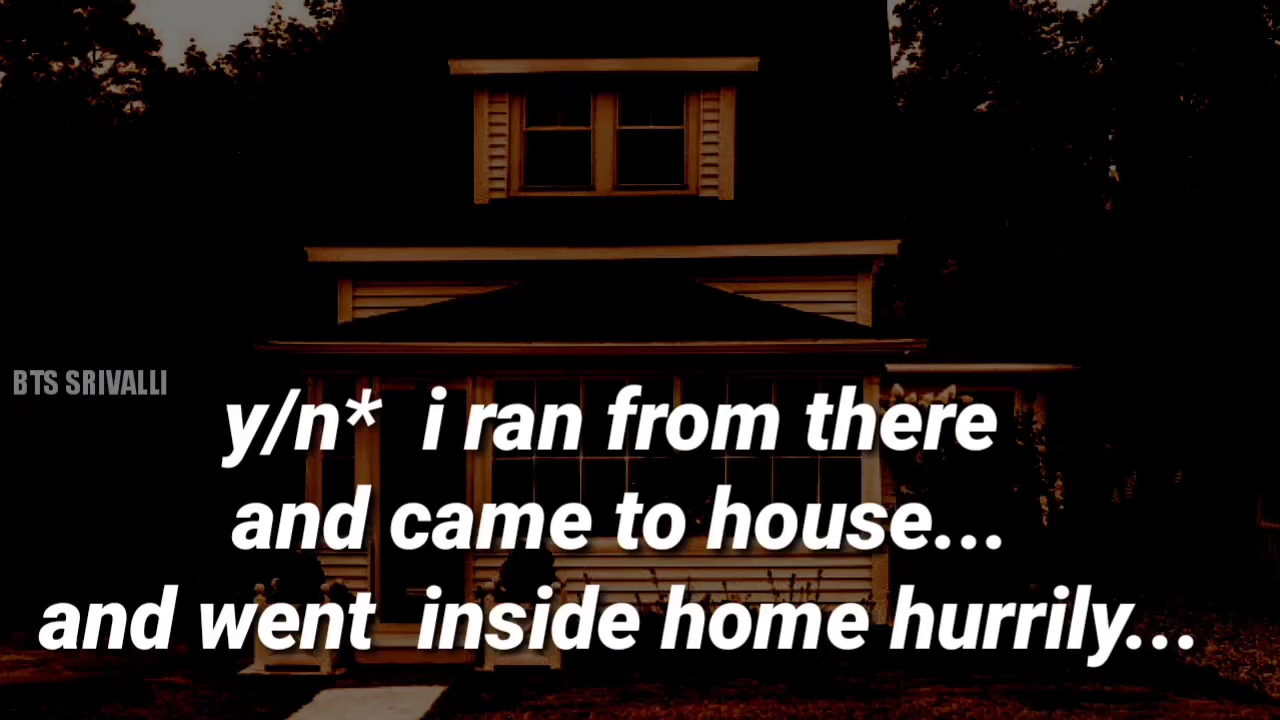 BTS SRIVALLI
y/n* i ran from there
and came to house...
and went inside home hurrily...